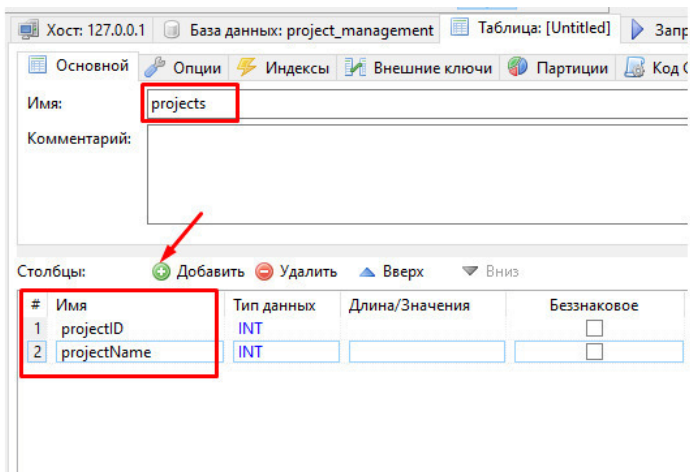 Хост: 127.0.0.1 База данных: project_management Таблица: [Untitled]
Основной Опции Индексы Внешние ключи Партиции Код
Имя: projects
Комментарий:
Столбцы: Добавить Удалить Вверх Вниз
# Имя Тип данных Длина/Значения Беззнаковое
1 projectID INT
2 projectName INT